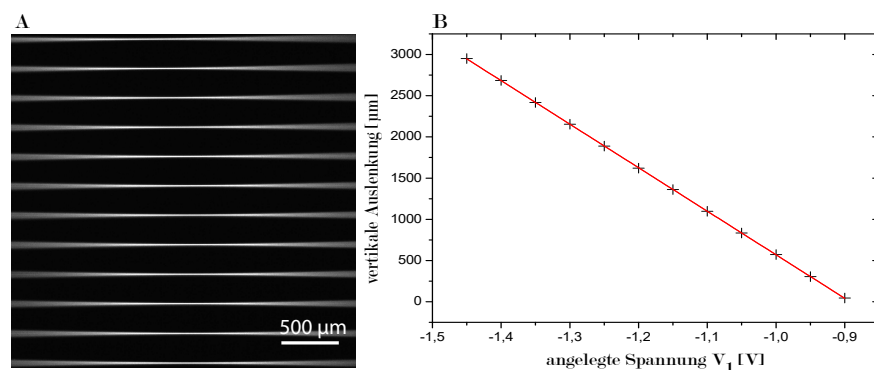 A
500 µm
B
vertikale Auslenkung [µm]
3000
2500
2000
1500
1000
500
0
-1,5 -1,4 -1,3 -1,2 -1,1 -1,0 -0,9
angelegte Spannung V1 [V]